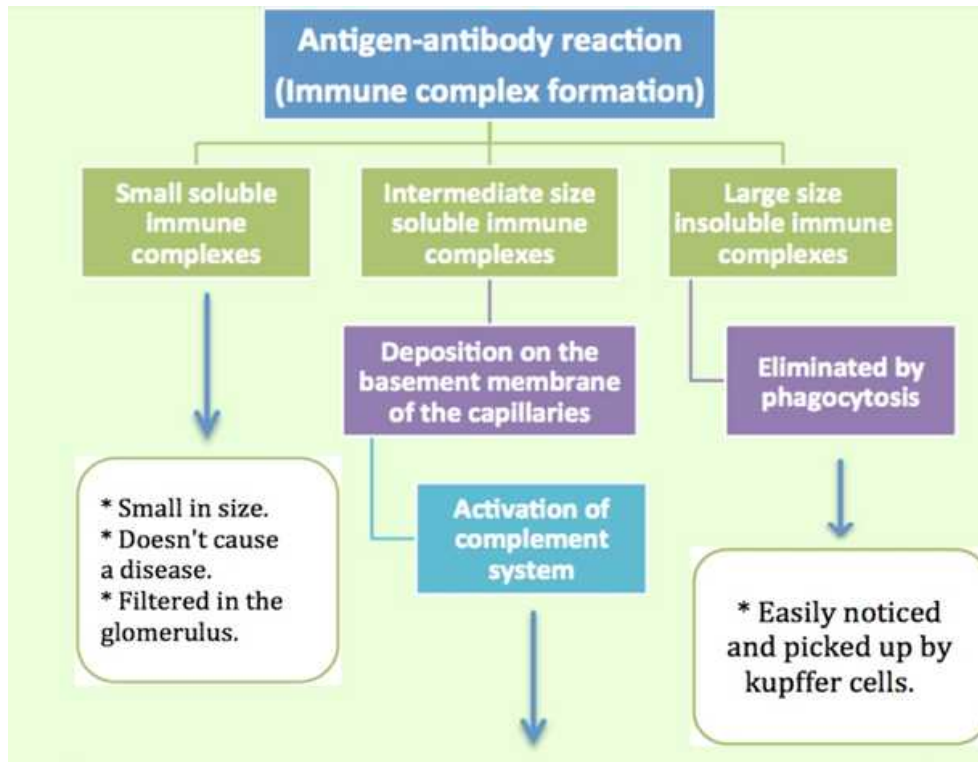 Antigen-antibody reaction
(Immune complex formation)
Small soluble
immune
complexes
Intermediate size
soluble immune
complexes
Large size
insoluble immune
complexes
Deposition on the
basement membrane
of the capillaries
Eliminated by
phagocytosis
* Small in size.
* Doesn't cause
a disease.
* Filtered in the
glomerulus.
Activation of
complement
system
* Easily noticed
and picked up by
kupffer cells.